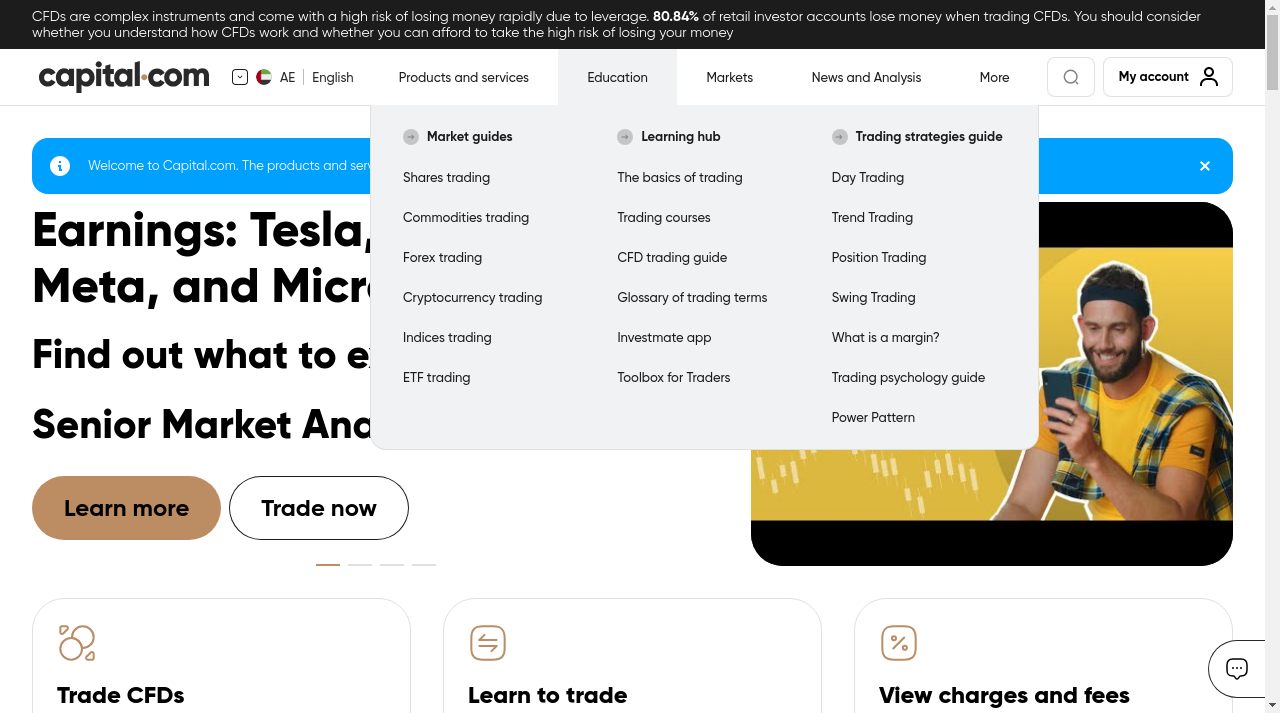 CFDs are complex instruments and come with a high risk of losing money rapidly due to leverage. 80.84% of retail investor accounts lose money when trading CFDs. You should consider
whether you understand how CFDs work and whether you can afford to take the high risk of losing your money
capital.com
AE
English
Products and services
Education
Markets
News and Analysis
More
My account
Market guides
Shares trading
Commodities trading
Forex trading
Cryptocurrency trading
Indices trading
ETF trading
Learning hub
The basics of trading
Trading courses
CFD trading guide
Glossary of trading terms
Investmate app
Toolbox for Traders
Trading strategies guide
Day Trading
Trend Trading
Position Trading
Swing Trading
What is a margin?
Trading psychology guide
Power Pattern
Welcome to Capital.com. The products and
Earnings: Tesla,
Meta, and
Find out what to
Senior Market
Learn more
Trade now
Trade CFDs
Learn to trade
View charges and fees